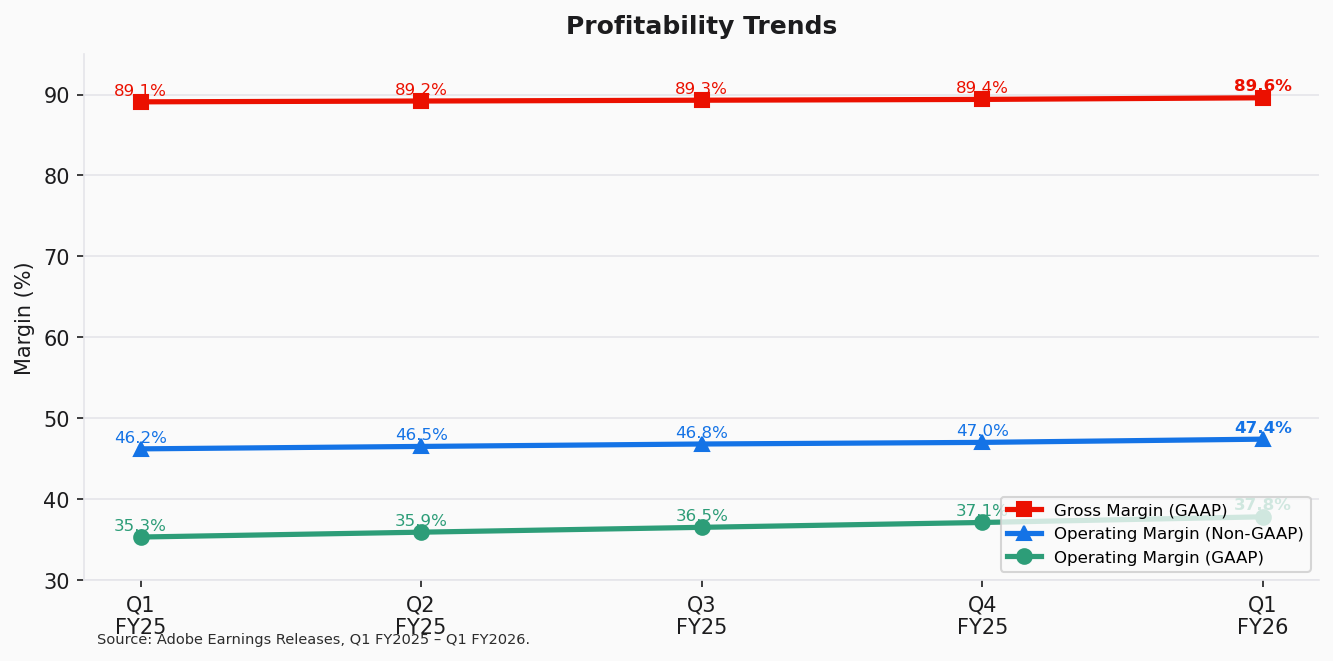 Profitability Trends
Margin (%)
90
80
70
60
50
40
30
89.1%
89.2%
89.3%
89.4%
89.6%
46.2%
46.5%
46.8%
47.0%
47.4%
35.3%
35.9%
36.5%
37.1%
37.8%
Gross Margin (GAAP)
Operating Margin (Non-GAAP)
Operating Margin (GAAP)
Q1
FY25
Q2
FY25
Q3
FY25
Q4
FY25
Q1
FY26
Source: Adobe Earnings Releases, Q1 FY2025 – Q1 FY2026.